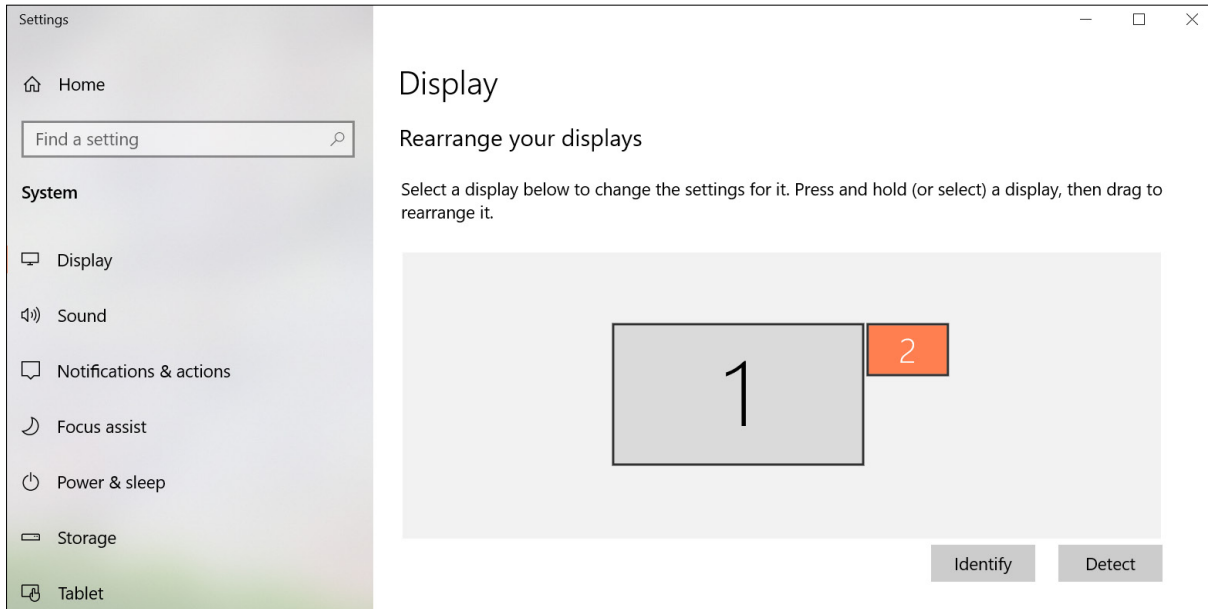 Settings
Home
Find a setting
System
Display
Sound
Notifications & actions
Focus assist
Power & sleep
Storage
Tablet
Display
Rearrange your displays
Select a display below to change the settings for it. Press and hold (or select) a display, then drag to
rearrange it.
1
2
Identify
Detect